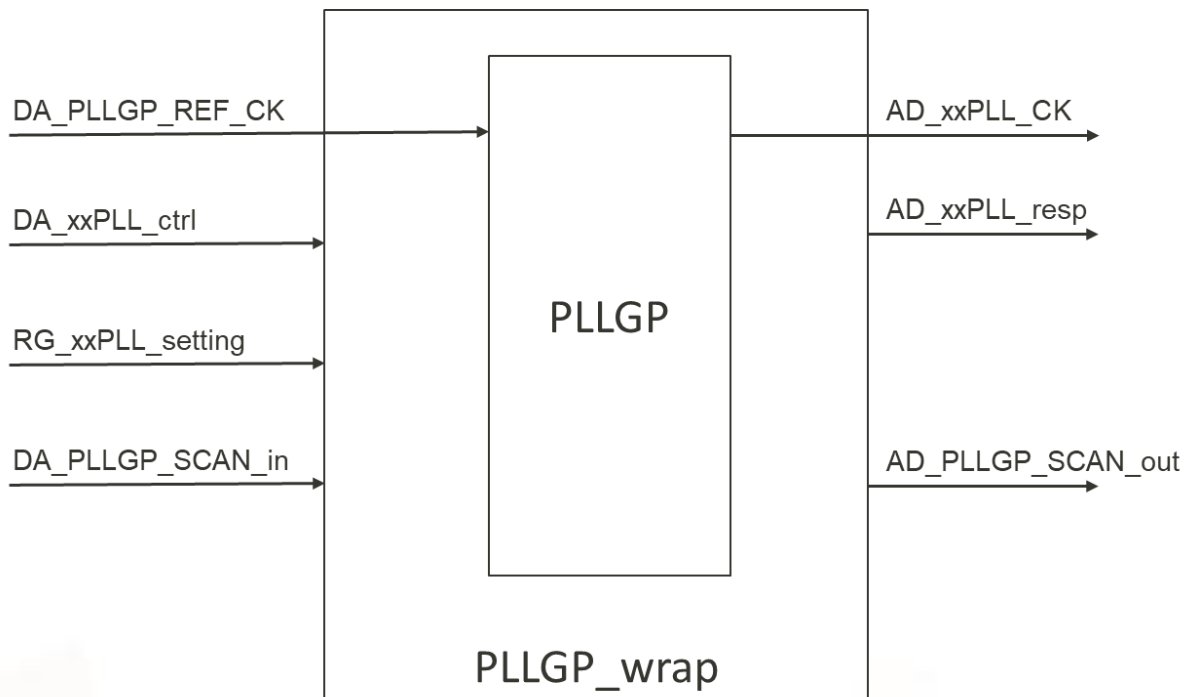 DA_PLLGP_REF_CK
AD_xxPLL_CK
DA_xxPLL_ctrl
AD_xxPLL_resp
PLLGP
RG_xxPLL_setting
DA_PLLGP_SCAN_in
AD_PLLGP_SCAN_out
PLLGP_wrap